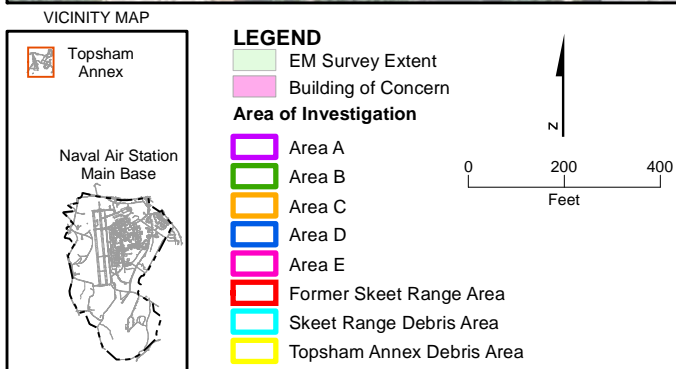 VICINITY MAP
Topsham
Annex
Naval Air Station
Main Base
LEGEND
EM Survey Extent
Building of Concern
Area of Investigation
Area A
Area B
Area C
Area D
Area E
Former Skeet Range Area
Skeet Range Debris Area
Topsham Annex Debris Area
N
0 200 400
Feet